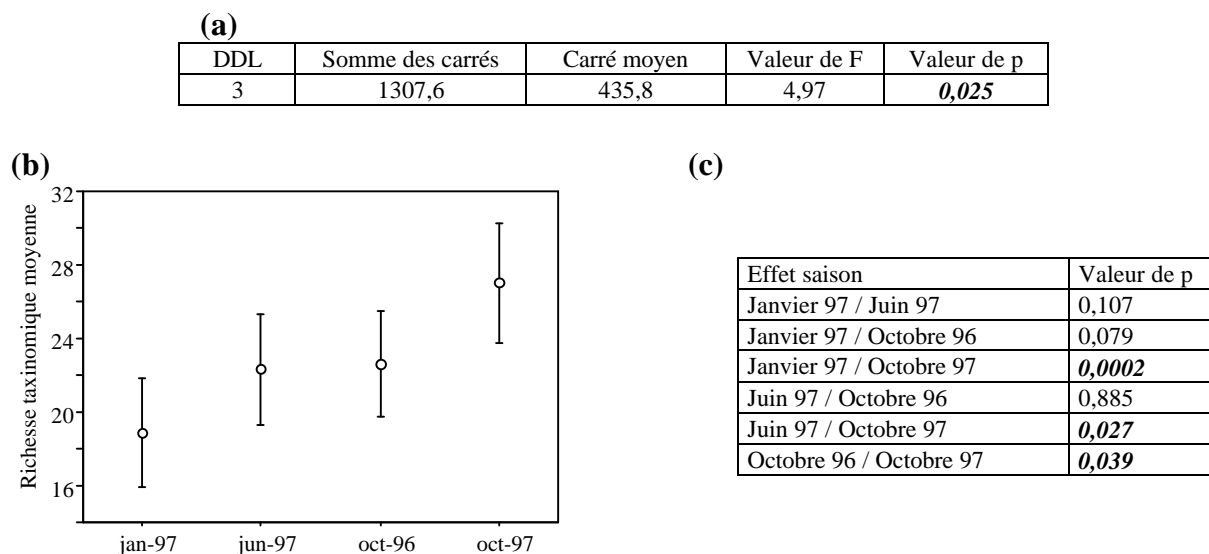 (a)
DDL Somme des carrés Carré moyen Valeur de F Valeur de p
3 1307,6 435,8 4,97 0,025
(b)
Richesse taxinomique moyenne
32
28
24
20
16
jan-97 jun-97 oct-96 oct-97
(c)
Effet saison Valeur de p
Janvier 97 / Juin 97 0,107
Janvier 97 / Octobre 96 0,079
Janvier 97 / Octobre 97 0,0002
Juin 97 / Octobre 96 0,885
Juin 97 / Octobre 97 0,027
Octobre 96 / Octobre 97 0,039